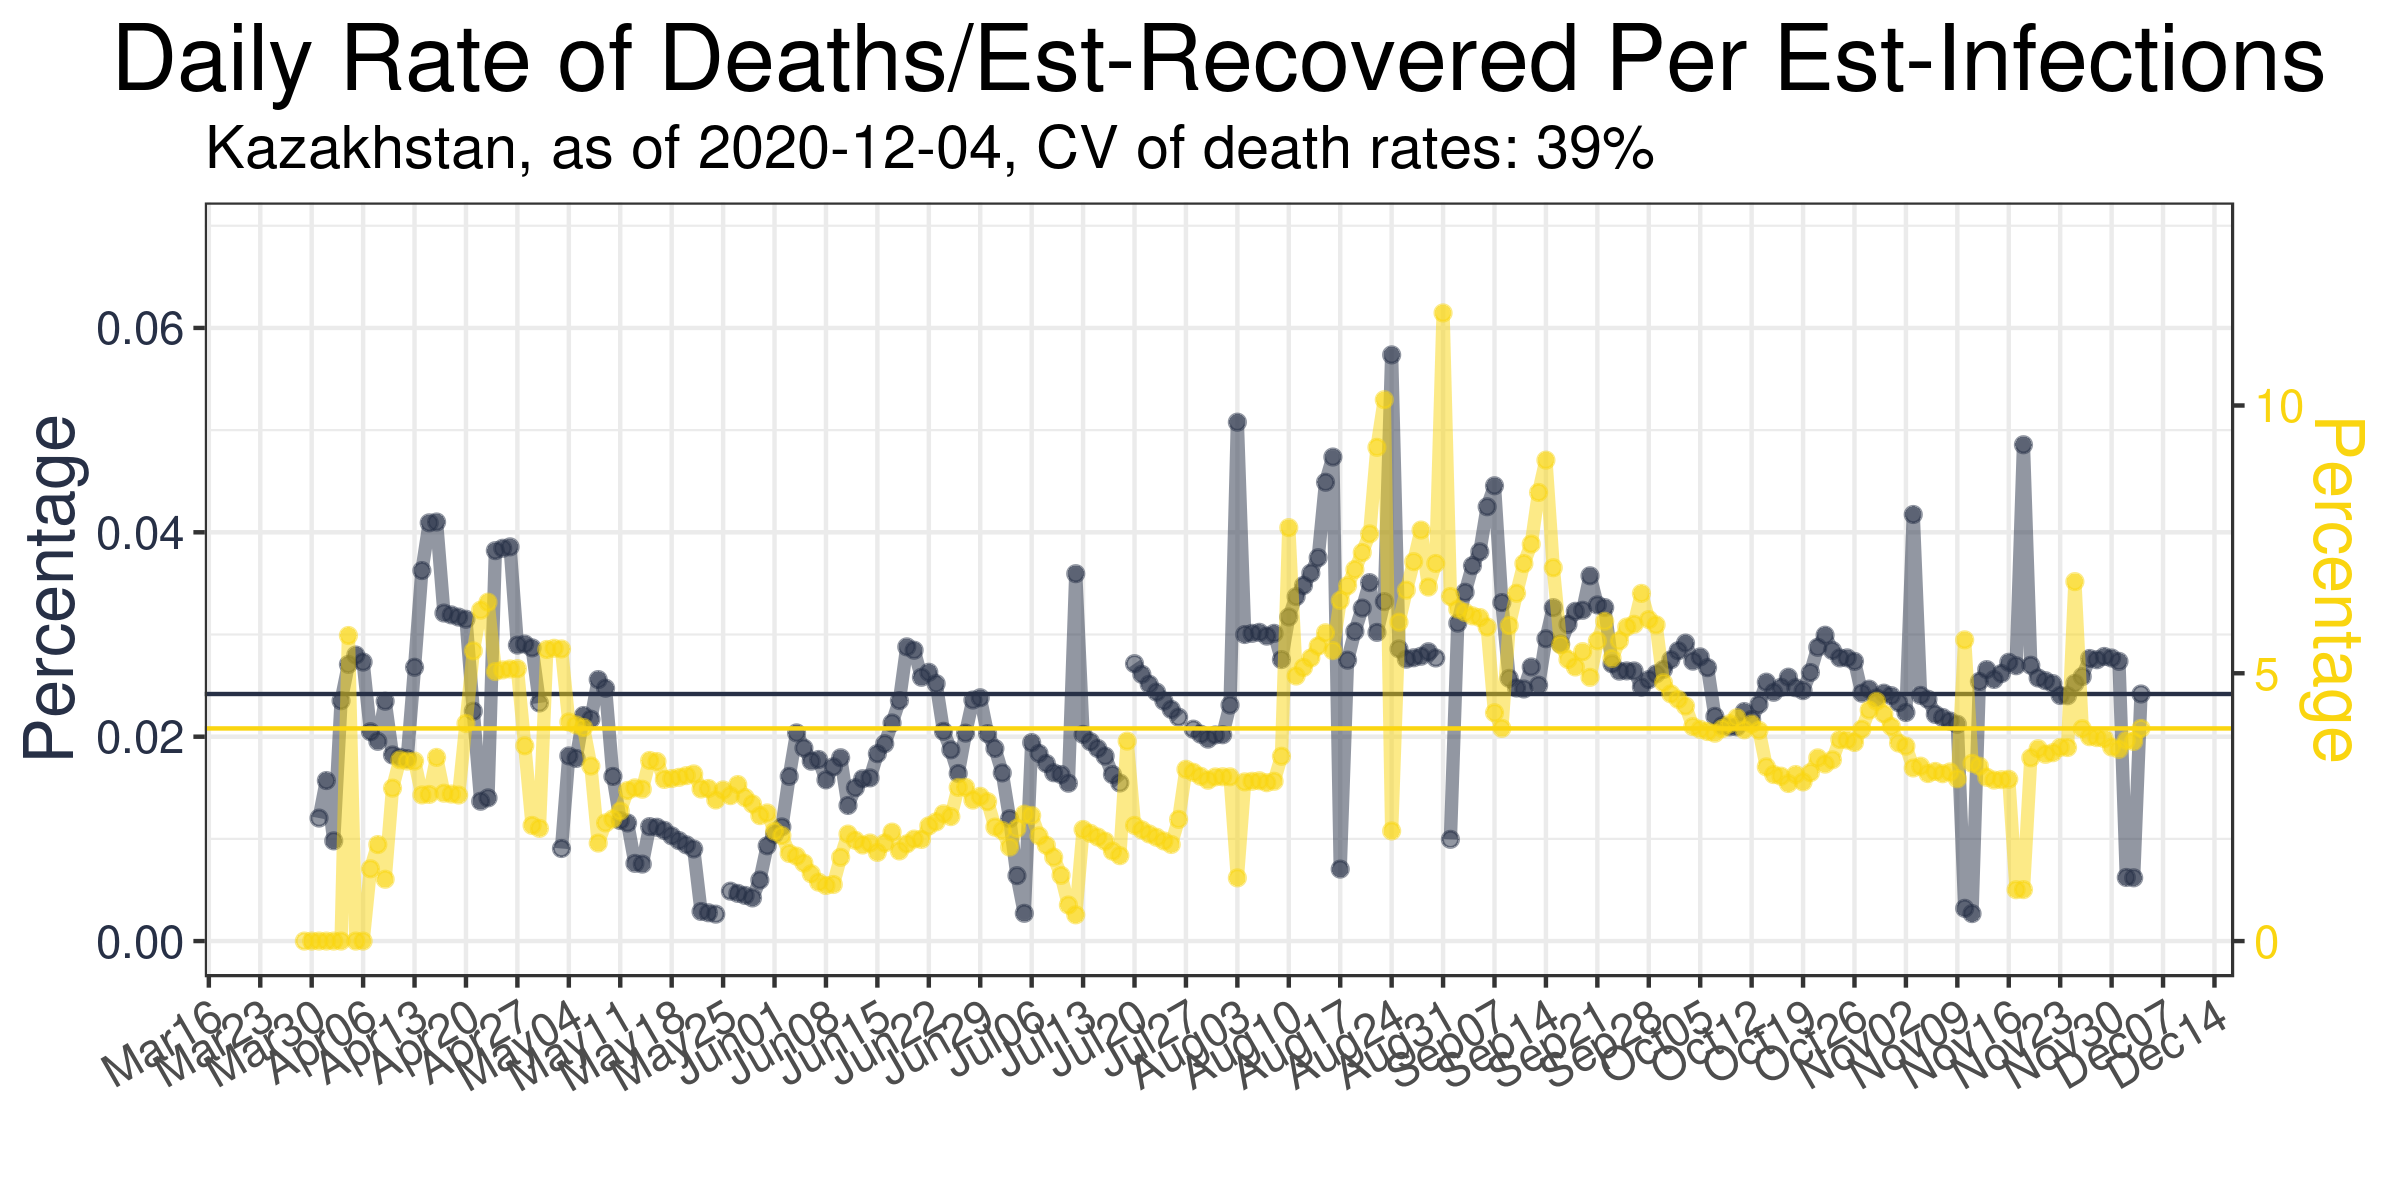 Daily Rate of Deaths/Est-Recovered Per Est-Infections
Kazakhstan, as of 2020-12-04, CV of death rates: 39%
Percentage
0.06
0.04
0.02
0.00
10
5
0
Percentage
Mar16
Mar23
Mar30
Apr06
Apr13
Apr20
Apr27
May04
May11
May18
May25
Jun01
Jun08
Jun15
Jun22
Jun29
Jul06
Jul13
Jul20
Jul27
Aug03
Aug10
Aug17
Aug24
Aug31
Sep07
Sep14
Sep21
Sep28
Oct05
Oct12
Oct19
Oct26
Nov02
Nov09
Nov16
Nov23
Nov30
Dec07
Dec14